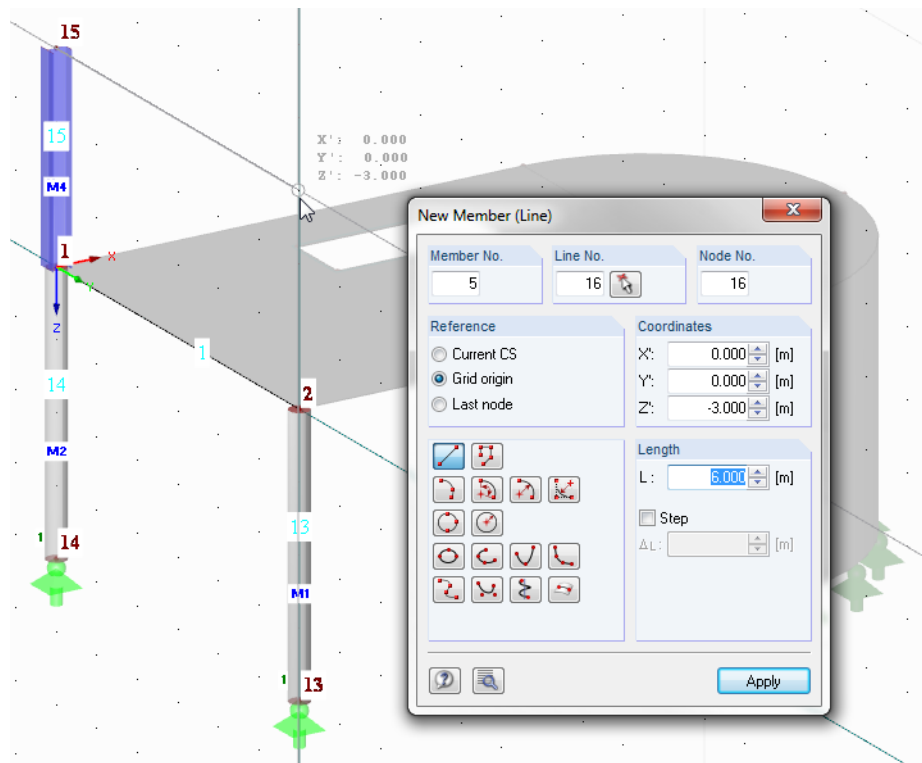 15
15
M4
X': 0.000
Y': 0.000
Z': -3.000
1
X
Y
Z
1
14
M2
1
14
2
13
M1
1
13
New Member (Line)
Member No.
5
Line No.
16
Node No.
16
Reference
Current CS
Grid origin
Last node
Coordinates
X': 0.000 [m]
Y': 0.000 [m]
Z': -3.000 [m]
Length
L : 6.000 [m]
Step
ΔL: [m]
Apply